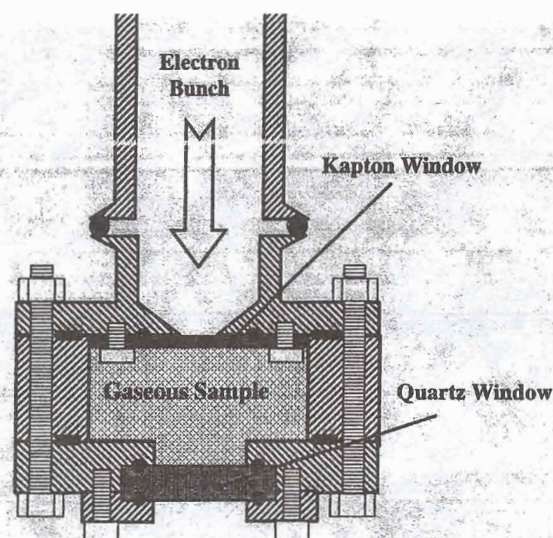 Electron
Bunch
Kapton Window
Gaseous Sample
Quartz Window